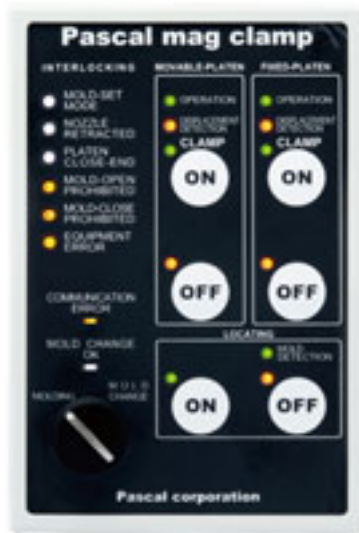 Pascal mag clamp
INTERLOCKING
MOVABLE-PLATEN
FIXED-PLATEN
MOLD-SET
MODE
NOZZLE
RETRACTED
PLATEN
CLOSE-END
MOLD-OPEN
PROHIBITED
MOLD-CLOSE
PROHIBITED
EQUIPMENT
ERROR
COMMUNICATION
ERROR
MOLD CHANGE
OK
MOLDING
MOLD
CHANGE
OPERATION
DISPLACEMENT
DETECTION
CLAMP
ON
OFF
OPERATION
DISPLACEMENT
DETECTION
CLAMP
ON
OFF
LOCATING
MOLD
DETECTION
ON
OFF
Pascal corporation